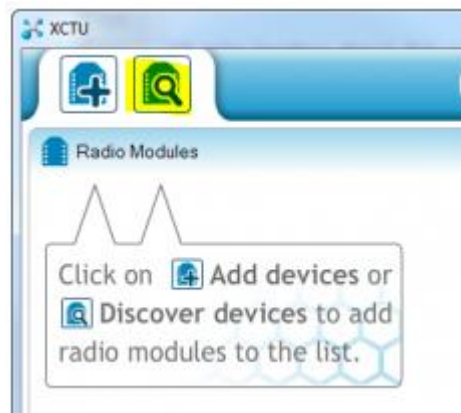 XCTU
Radio Modules
Click on Add devices or
Discover devices to add
radio modules to the list.